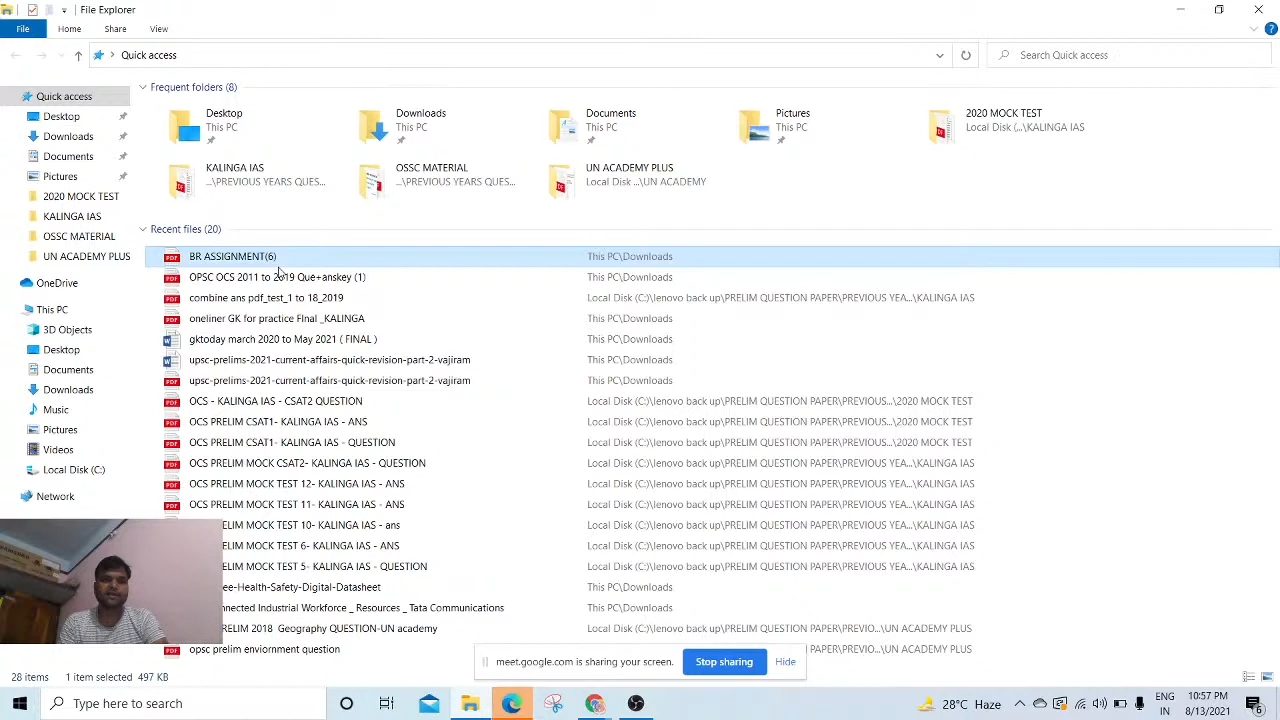 File Explorer
File
Home
Share
View
Quick access
Search Quick access
Quick access
Desktop
Downloads
Documents
Pictures
2020 MOCK TEST
KALINGA IAS
OSSC MATERIAL
UN ACADEMY PLUS
OneDrive
This PC
3D Objects
Desktop
Documents
Downloads
Music
Pictures
Videos
Local Disk (C:)
Network
Frequent folders (8)
Desktop
This PC
Downloads
This PC
Documents
This PC
Pictures
This PC
2020 MOCK TEST
Local Disk (...\KALINGA IAS
KALINGA IAS
...\PREVIOUS YEARS QUES...
OSSC MATERIAL
...\PREVIOUS YEARS QUES...
UN ACADEMY PLUS
Local Disk ...\UN ACADEMY
Recent files (20)
BR ASSIGNMENT(6) This PC\Downloads
OPSC OCS 2011 2019 Que+ans key (1) This PC\Downloads
combine ans pdf_test_1 to 18_2019 Local Disk (C:)\lenovo back up\PRELIM QUESTION PAPER\PREVIOUS YEA...\KALINGA IAS
oneliner GK for practice FInal _KALINGA This PC\Downloads
gktoday march 2020 to May 2021 ( FINAL ) This PC\Downloads
upsc-prelims-2021-current-affairs-quick-revision-part-2-vajiram This PC\Downloads
upsc-prelims-2021-current-affairs-quick-revision-part-2-vajiram This PC\Downloads
OCS - KALINGA IAS - CSAT2 QUESTION Local Disk (C:)\lenovo back up\PRELIM QUESTION PAPER\PREVIOUS...\2020 MOCK TEST
OCS PRELIM CSAT1- KALINGA IAS - ANS Local Disk (C:)\lenovo back up\PRELIM QUESTION PAPER\PREVIOUS...\2020 MOCK TEST
OCS PRELIM CSAT1- KALINGA IAS - QUESTION Local Disk (C:)\lenovo back up\PRELIM QUESTION PAPER\PREVIOUS...\2020 MOCK TEST
OCS PRELIM MOCK CSAT2- KALINGA IAS - QUESTION Local Disk (C:)\lenovo back up\PRELIM QUESTION PAPER\PREVIOUS YEA...\KALINGA IAS
OCS PRELIM MOCK TEST 12- KALINGA IAS - ANS Local Disk (C:)\lenovo back up\PRELIM QUESTION PAPER\PREVIOUS YEA...\KALINGA IAS
OCS PRELIM MOCK TEST 11- KALINGA IAS - ANS Local Disk (C:)\lenovo back up\PRELIM QUESTION PAPER\PREVIOUS YEA...\KALINGA IAS
PRELIM MOCK TEST 10- KALINGA IAS - ans Local Disk (C:)\lenovo back up\PRELIM QUESTION PAPER\PREVIOUS YEA...\KALINGA IAS
ELIM MOCK TEST 6- KALINGA IAS - ANS Local Disk (C:)\lenovo back up\PRELIM QUESTION PAPER\PREVIOUS YEA...\KALINGA IAS
ELIM MOCK TEST 5- KALINGA IAS - QUESTION Local Disk (C:)\lenovo back up\PRELIM QUESTION PAPER\PREVIOUS YEA...\KALINGA IAS
ee-Health-Safety-Digital-Datasheet This PC\Downloads
nnected Industrial Workforce _ Resources _ Tata Communications This PC\Downloads
RELIM 2018 Geography QUESTION-UN academy Local Disk (C:)\lenovo back up\PRELIM QUESTION PAPER\PREVIO...\UN ACADEMY PLUS
opsc prelim enviornment question PAPER\PREVIO...\UN ACADEMY PLUS
meet.google.com is sharing your screen.
Stop sharing
Hide
28 items 1 item selected 497 KB
Type here to search
28°C Haze
ENG
IN
10:57 PM
8/13/2021
6